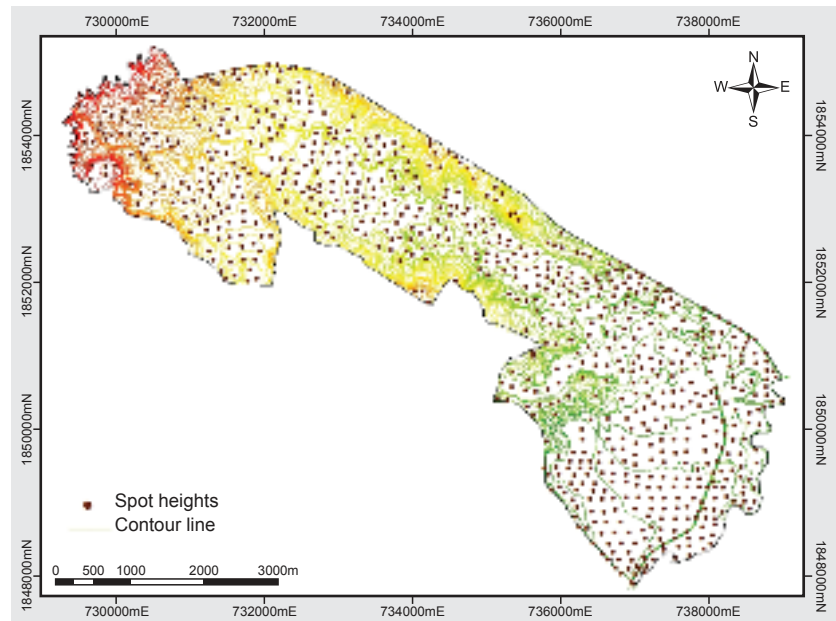 730000mE 732000mE 734000mE 736000mE 738000mE
N
W E
S
1854000mN 1854000mN
1852000mN 1852000mN
1850000mN 1850000mN
1848000mN 1848000mN
Spot heights
Contour line
0 500 1000 2000 3000m
730000mE 732000mE 734000mE 736000mE 738000mE